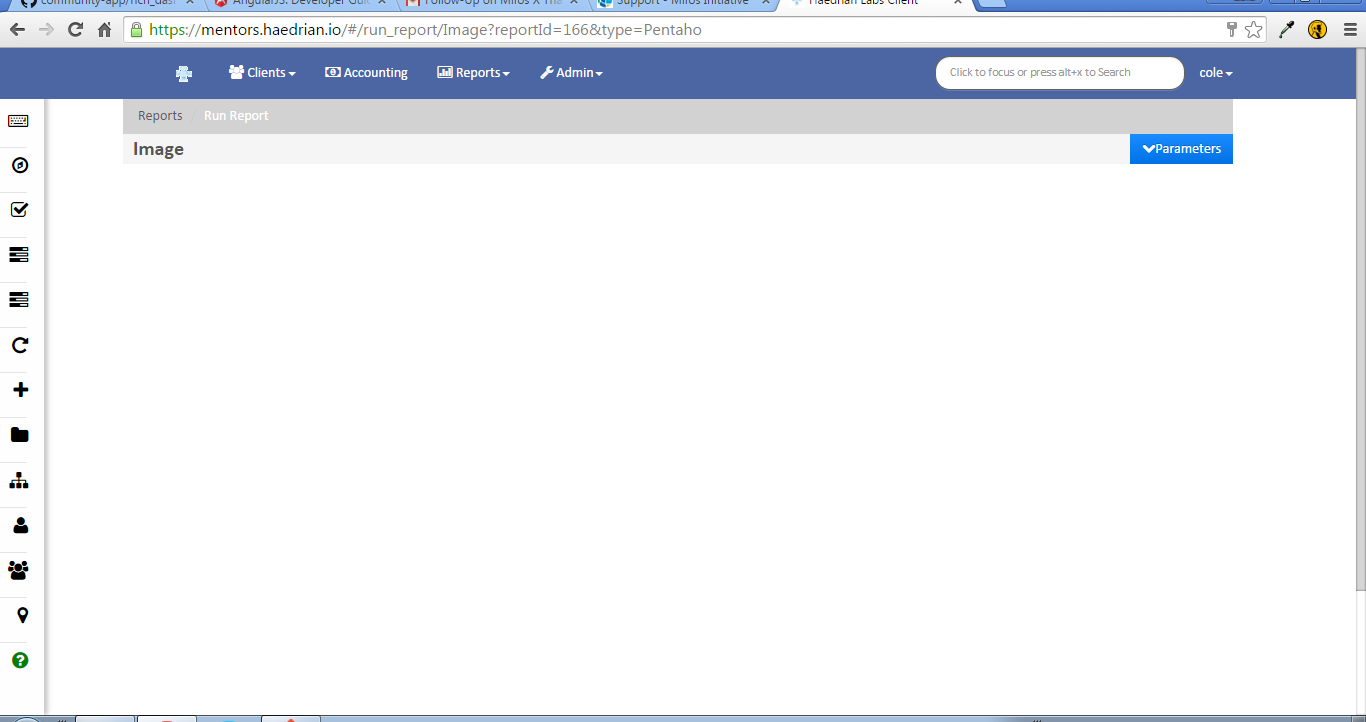 community-app/rich_das
AngularJS: Developer Guid
Follow-Up on Mifos X Tria
Support - Mifos Initiative
Haedrian Labs Client
https://mentors.haedrian.io/#/run_report/Image?reportId=166&type=Pentaho
Clients
Accounting
Reports
Admin
Click to focus or press alt+x to Search
cole
Reports / Run Report
Image
Parameters